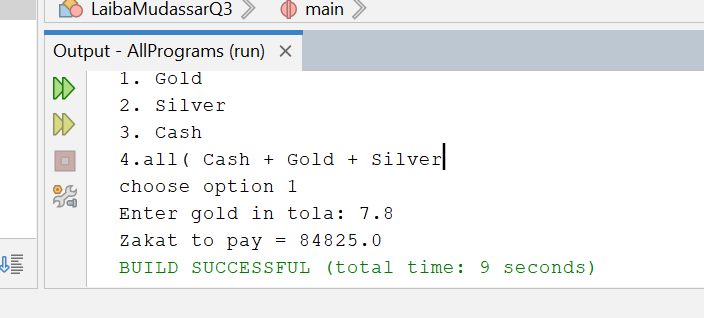 LaibaMudassarQ3 main
Output - AllPrograms (run) ×
1. Gold
2. Silver
3. Cash
4.all( Cash + Gold + Silver
choose option 1
Enter gold in tola: 7.8
Zakat to pay = 84825.0
BUILD SUCCESSFUL (total time: 9 seconds)